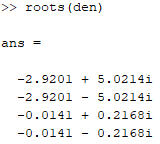 >> roots(den)
ans =
-2.9201 + 5.0214i
-2.9201 - 5.0214i
-0.0141 + 0.2168i
-0.0141 - 0.2168i